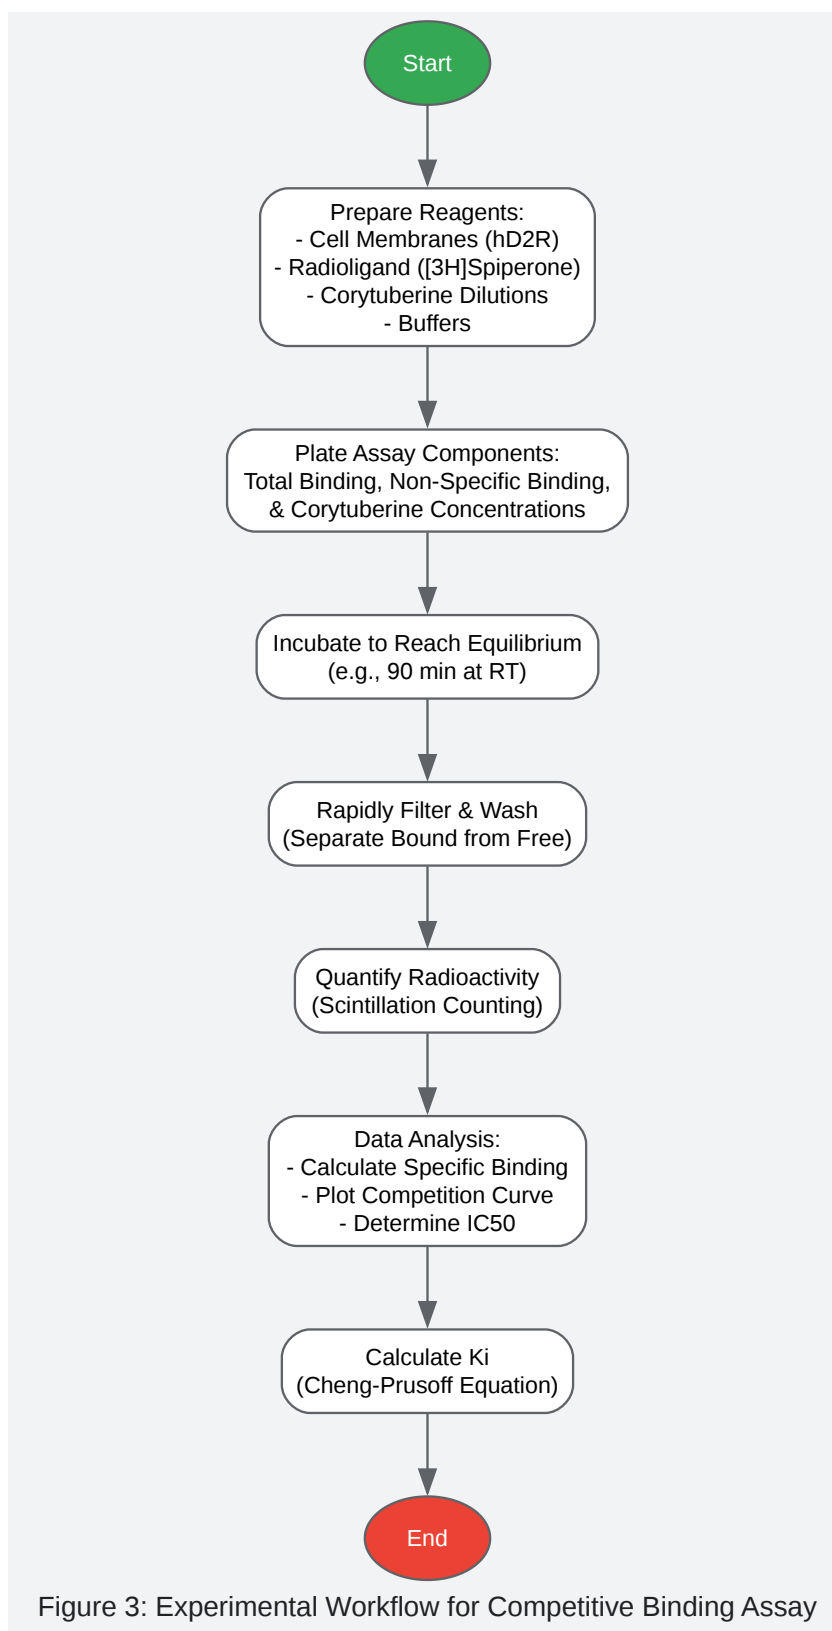 Start
Prepare Reagents:
- Cell Membranes (hD2R)
- Radioligand ([3H]Spiperone)
- Corytuberine Dilutions
- Buffers
Plate Assay Components:
Total Binding, Non-Specific Binding,
& Corytuberine Concentrations
Incubate to Reach Equilibrium
(e.g., 90 min at RT)
Rapidly Filter & Wash
(Separate Bound from Free)
Quantify Radioactivity
(Scintillation Counting)
Data Analysis:
- Calculate Specific Binding
- Plot Competition Curve
- Determine IC50
Calculate Ki
(Cheng-Prusoff Equation)
End
Figure 3: Experimental Workflow for Competitive Binding Assay